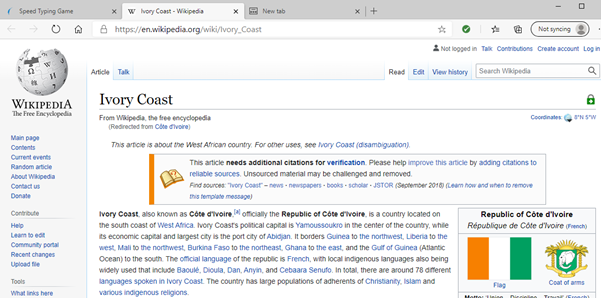 Speed Typing Game
Ivory Coast - Wikipedia
New tab
https://en.wikipedia.org/wiki/Ivory_Coast
Not syncing
Not logged in Talk Contributions Create account Log in
Article Talk
Read Edit View history
Search Wikipedia
WIKIPEDIA
The Free Encyclopedia
Main page
Contents
Current events
Random article
About Wikipedia
Contact us
Donate
Contribute
Help
Learn to edit
Community portal
Recent changes
Upload file
Ivory Coast
From Wikipedia, the free encyclopedia
(Redirected from Côte d'Ivoire)
Coordinates: 8°N 5°W
This article is about the West African country. For other uses, see Ivory Coast (disambiguation).
This article needs additional citations for verification. Please help improve this article by adding citations to
reliable sources. Unsourced material may be challenged and removed.
Find sources: "Ivory Coast" – news · newspapers · books · scholar · JSTOR (September 2018) (Learn how and when to remove
this template message)
Ivory Coast, also known as Côte d'Ivoire,[a] officially the Republic of Côte d'Ivoire, is a country located on
the south coast of West Africa. Ivory Coast's political capital is Yamoussoukro in the center of the country, while
its economic capital and largest city is the port city of Abidjan. It borders Guinea to the northwest, Liberia to the
west, Mali to the northwest, Burkina Faso to the northeast, Ghana to the east, and the Gulf of Guinea (Atlantic
Ocean) to the south. The official language of the republic is French, with local indigenous languages also being
widely used that include Baoulé, Dioula, Dan, Anyin, and Cebaara Senufo. In total, there are around 78 different
languages spoken in Ivory Coast. The country has large populations of adherents of Christianity, Islam and
various indigenous religions.
Republic of Côte d'Ivoire
République de Côte d'Ivoire (French)
Flag
Coat of arms
Motto: 'Union – Discipline – Travail' (French)